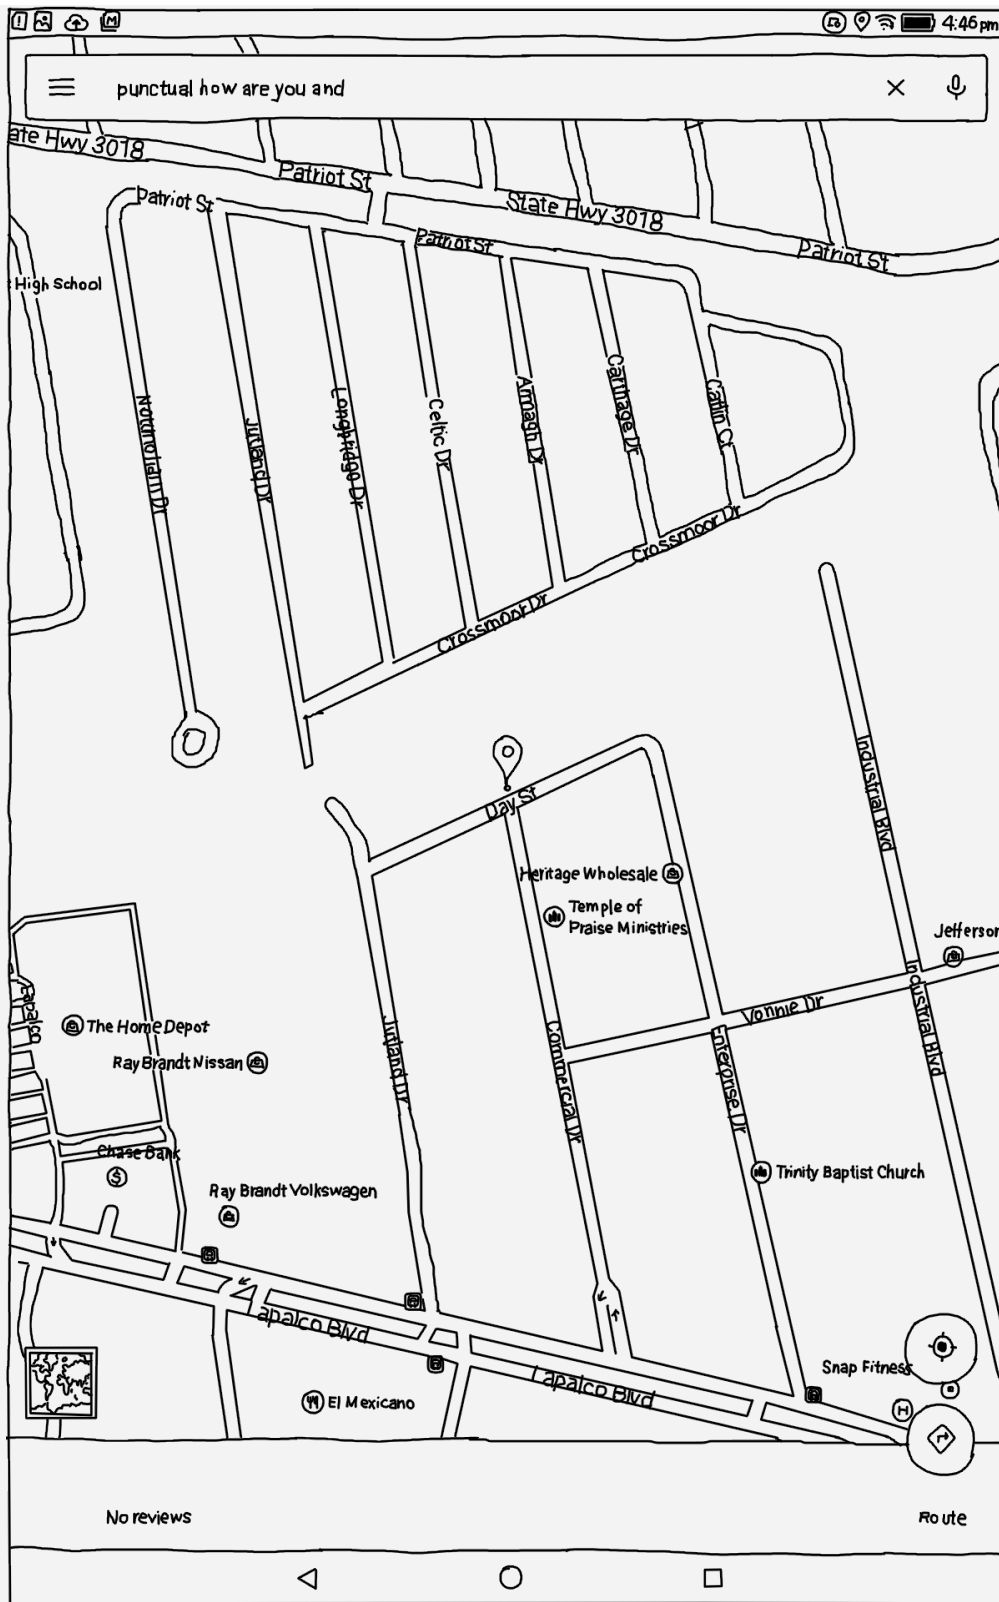 4:46 pm
punctual how are you and
ate Hwy 3018
Patriot St
Patriot St
State Hwy 3018
Patriot St
Patriot St
High School
Jutland Dr
Celtic Dr
Armagh Dr
Carthage Dr
Catlin Ct
Crossmoor Dr
Crossmoor Dr
Industrial Blvd
Day St
Heritage Wholesale
Temple of
Praise Ministries
Jefferson
Industrial Blvd
Vonnie Dr
The Home Depot
Ray Brandt Nissan
Jutland Dr
Commercial Dr
Enterprise Dr
Chase Bank
Trinity Baptist Church
Ray Brandt Volkswagen
apalco Blvd
Lapalco Blvd
Snap Fitness
El Mexicano
H
No reviews
Route